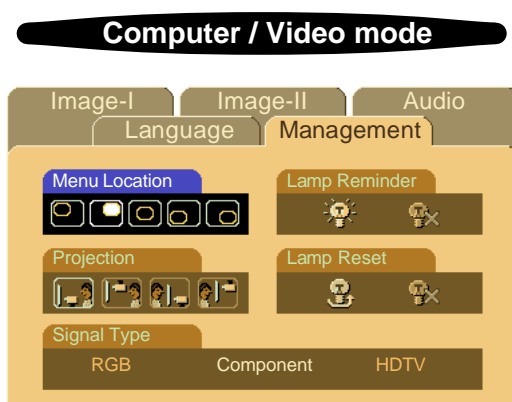 Computer / Video mode
Image-I Image-II Audio
Language Management
Menu Location Lamp Reminder
Projection Lamp Reset
Signal Type
RGB Component HDTV